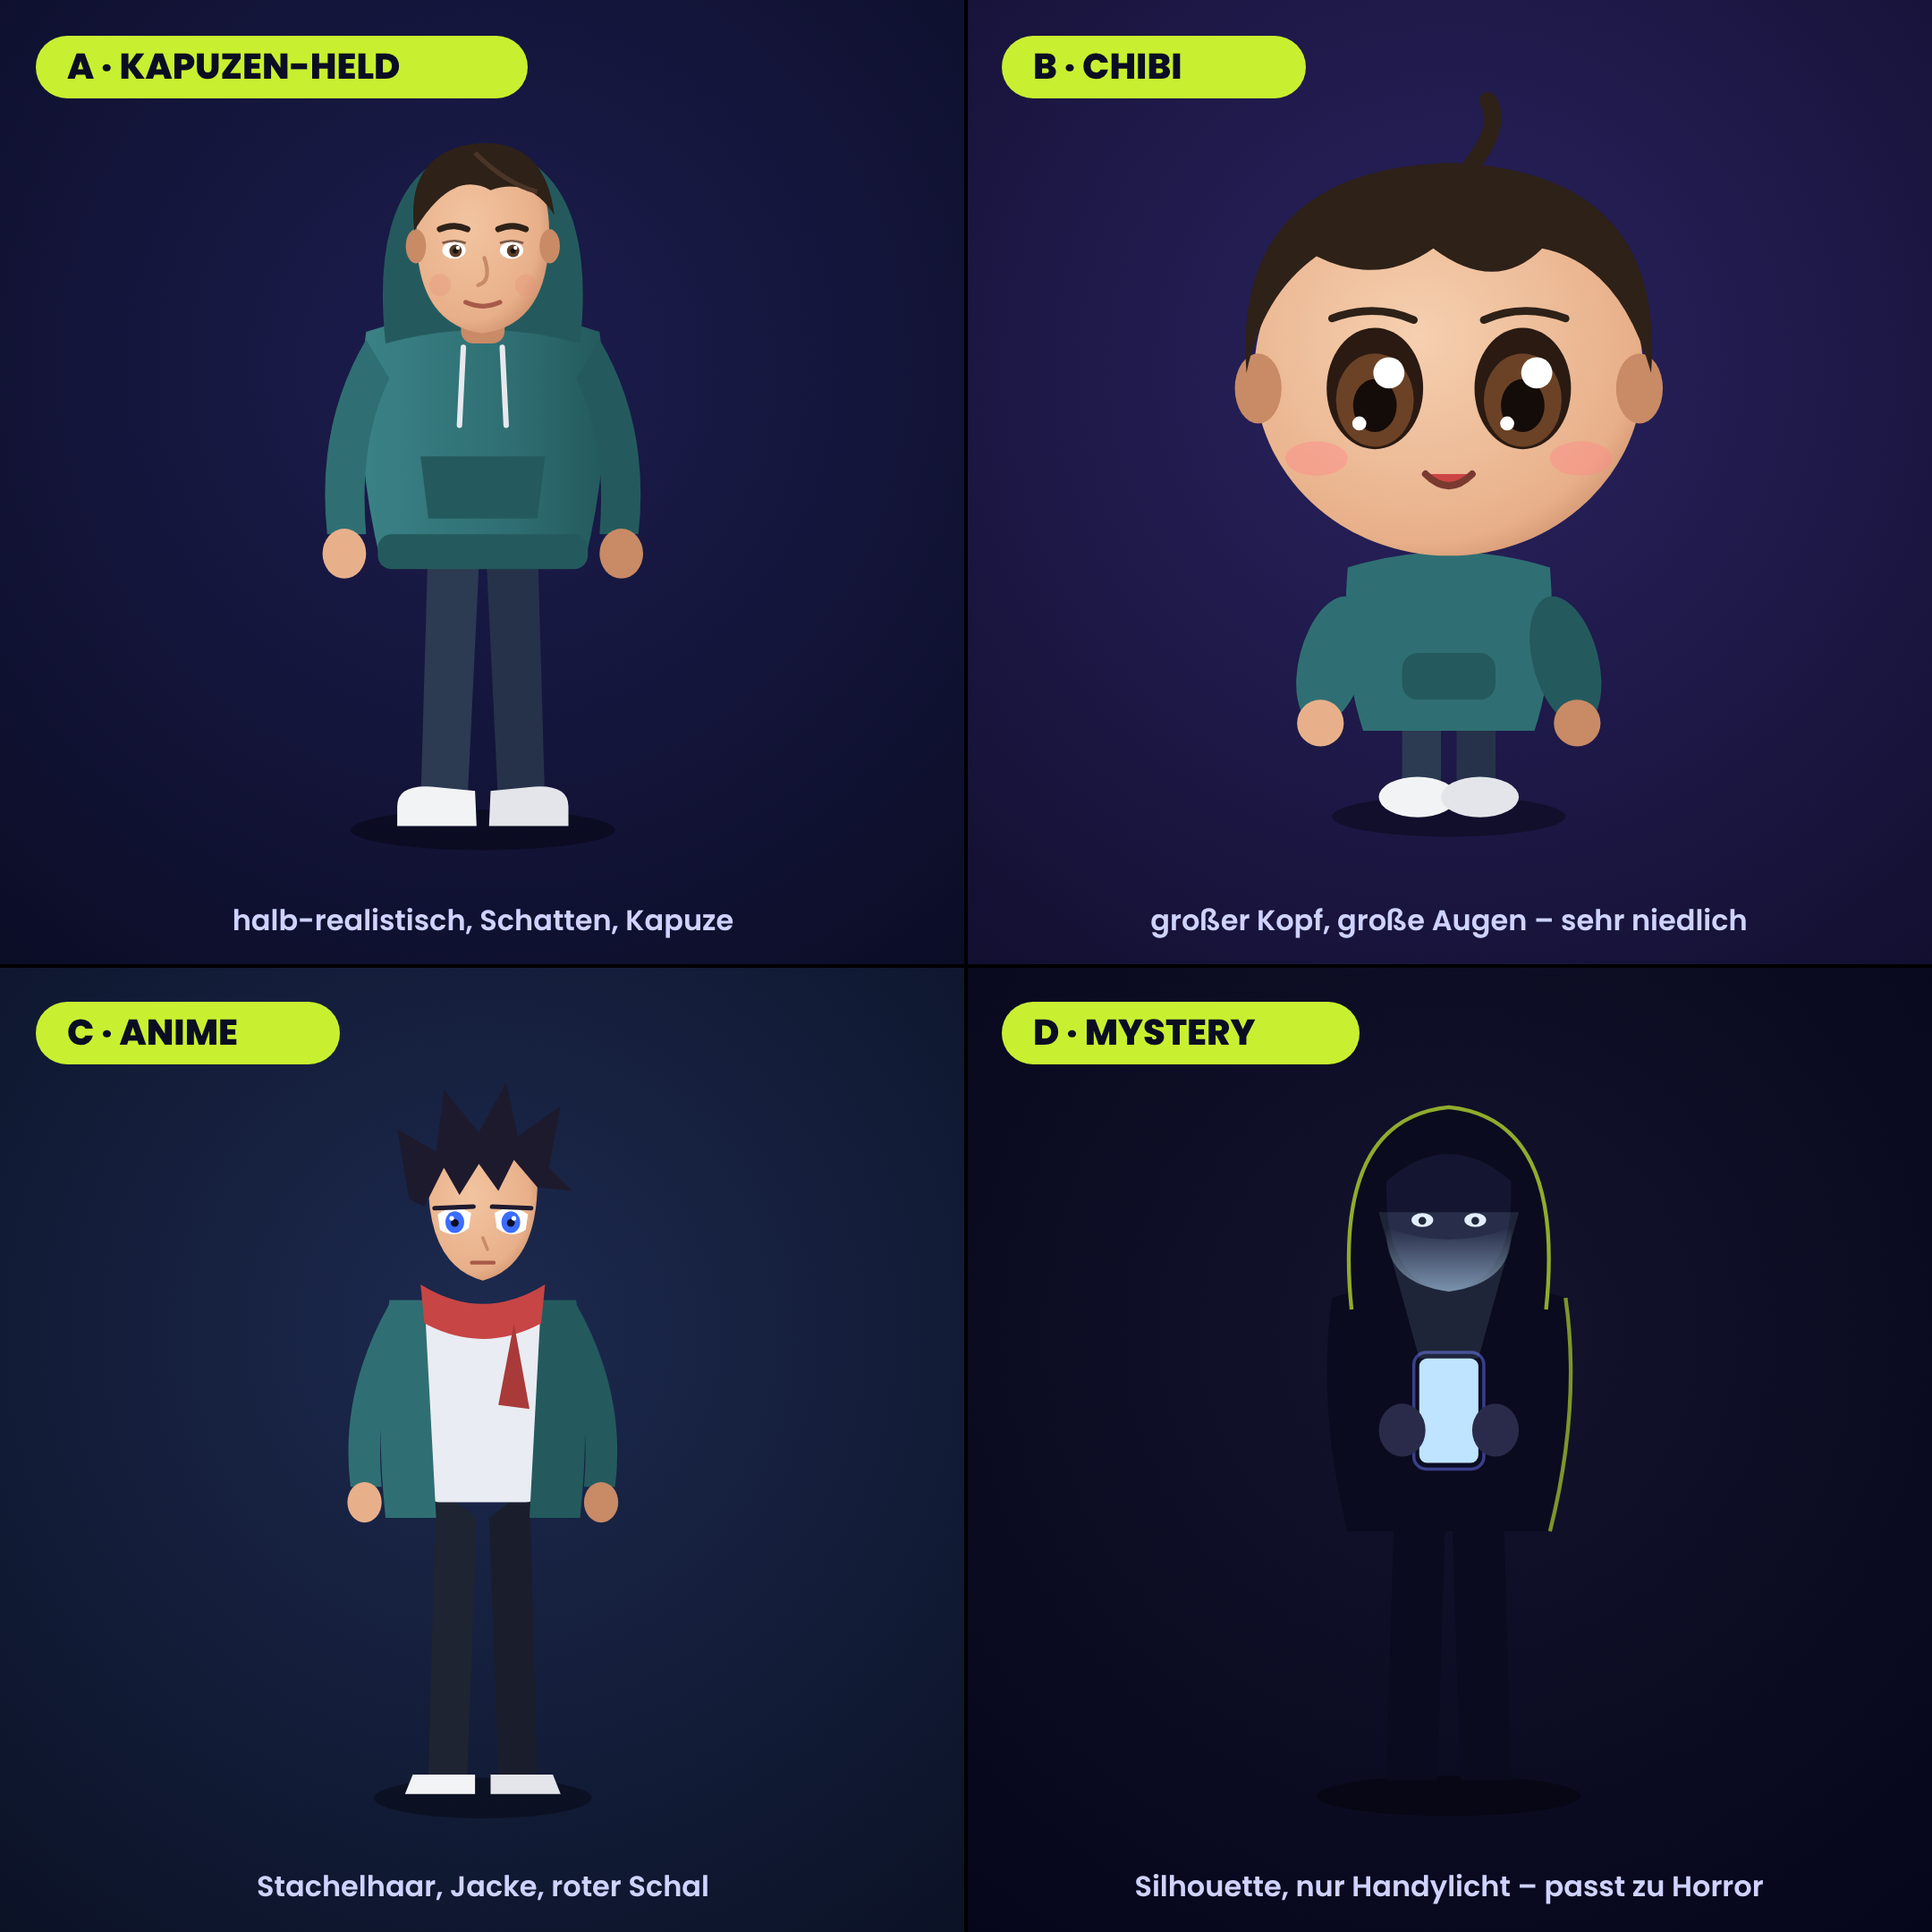 A · KAPUZEN-HELD
B · CHIBI
halb-realistisch, Schatten, Kapuze
großer Kopf, große Augen – sehr niedlich
C · ANIME
D · MYSTERY
Stachelhaar, Jacke, roter Schal
Silhouette, nur Handylicht – passt zu Horror